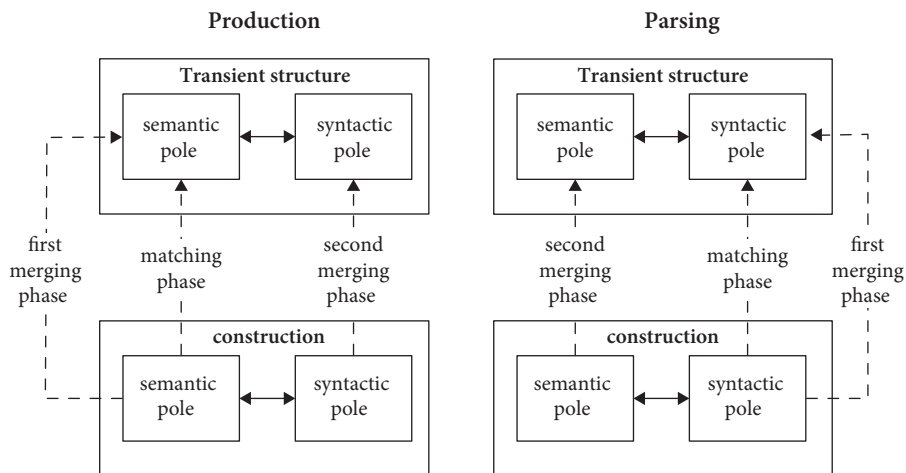 Production
Transient structure
semantic
pole
syntactic
pole
first
merging
phase
matching
phase
second
merging
phase
construction
semantic
pole
syntactic
pole
Parsing
Transient structure
semantic
pole
syntactic
pole
second
merging
phase
matching
phase
first
merging
phase
construction
semantic
pole
syntactic
pole